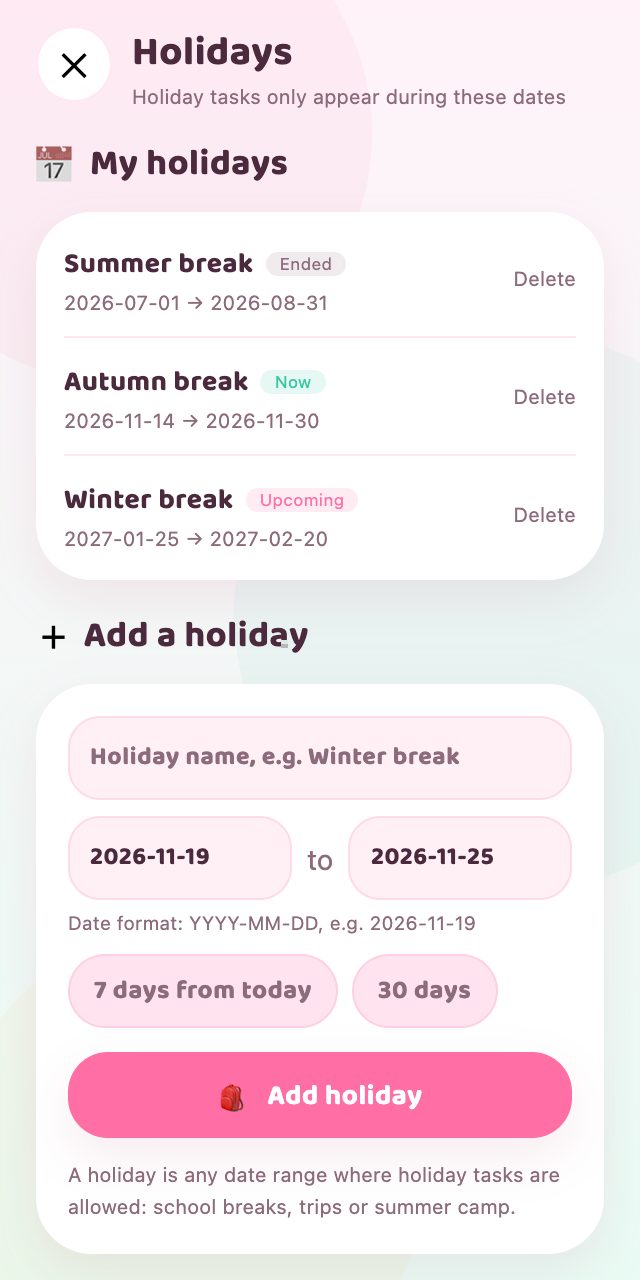 Holidays
Holiday tasks only appear during these dates
JUL
17
My holidays
Summer break
Ended
2026-07-01 → 2026-08-31
Delete
Autumn break
Now
2026-11-14 → 2026-11-30
Delete
Winter break
Upcoming
2027-01-25 → 2027-02-20
Delete
Add a holiday
Holiday name, e.g. Winter break
2026-11-19
to
2026-11-25
Date format: YYYY-MM-DD, e.g. 2026-11-19
7 days from today
30 days
Add holiday
A holiday is any date range where holiday tasks are
allowed: school breaks, trips or summer camp.